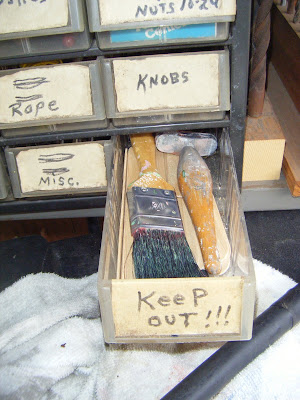 NUTS 10-24
Rope
KNOBS
MISC.
KEEP
OUT!!!